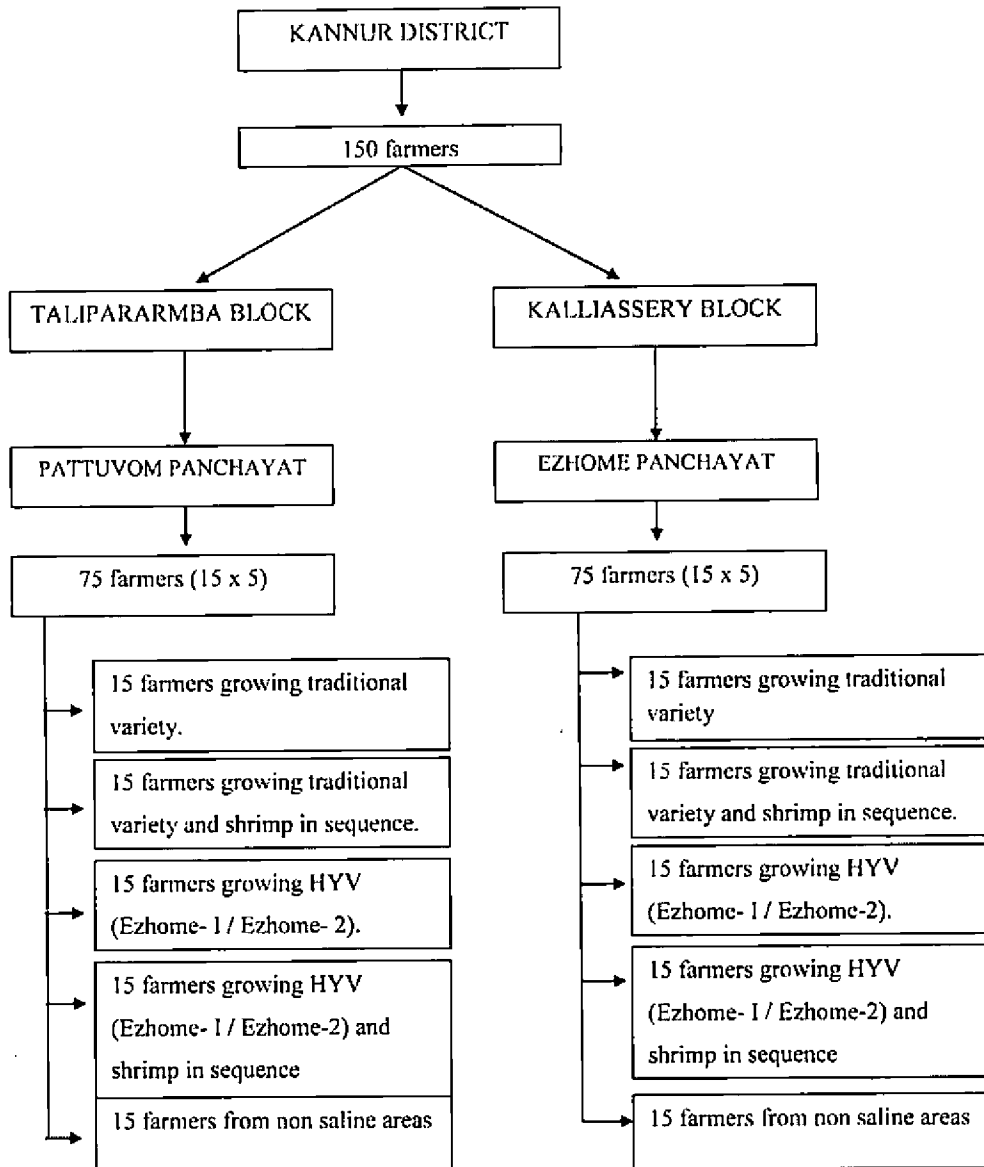 KANNUR DISTRICT
150 farmers
TALIPARARMBA BLOCK
KALLIASSERY BLOCK
PATTUVOM PANCHAYAT
EZHOME PANCHAYAT
75 farmers (15 x 5)
75 farmers (15 x 5)
15 farmers growing traditional
variety.
15 farmers growing traditional
variety and shrimp in sequence.
15 farmers growing HYV
(Ezhome- 1 / Ezhome- 2).
15 farmers growing HYV
(Ezhome- 1 / Ezhome-2) and
shrimp in sequence
15 farmers from non saline areas
15 farmers growing traditional
variety
15 farmers growing traditional
variety and shrimp in sequence.
15 farmers growing HYV
(Ezhome- 1 / Ezhome-2).
15 farmers growing HYV
(Ezhome- 1 / Ezhome-2) and
shrimp in sequence
15 farmers from non saline areas